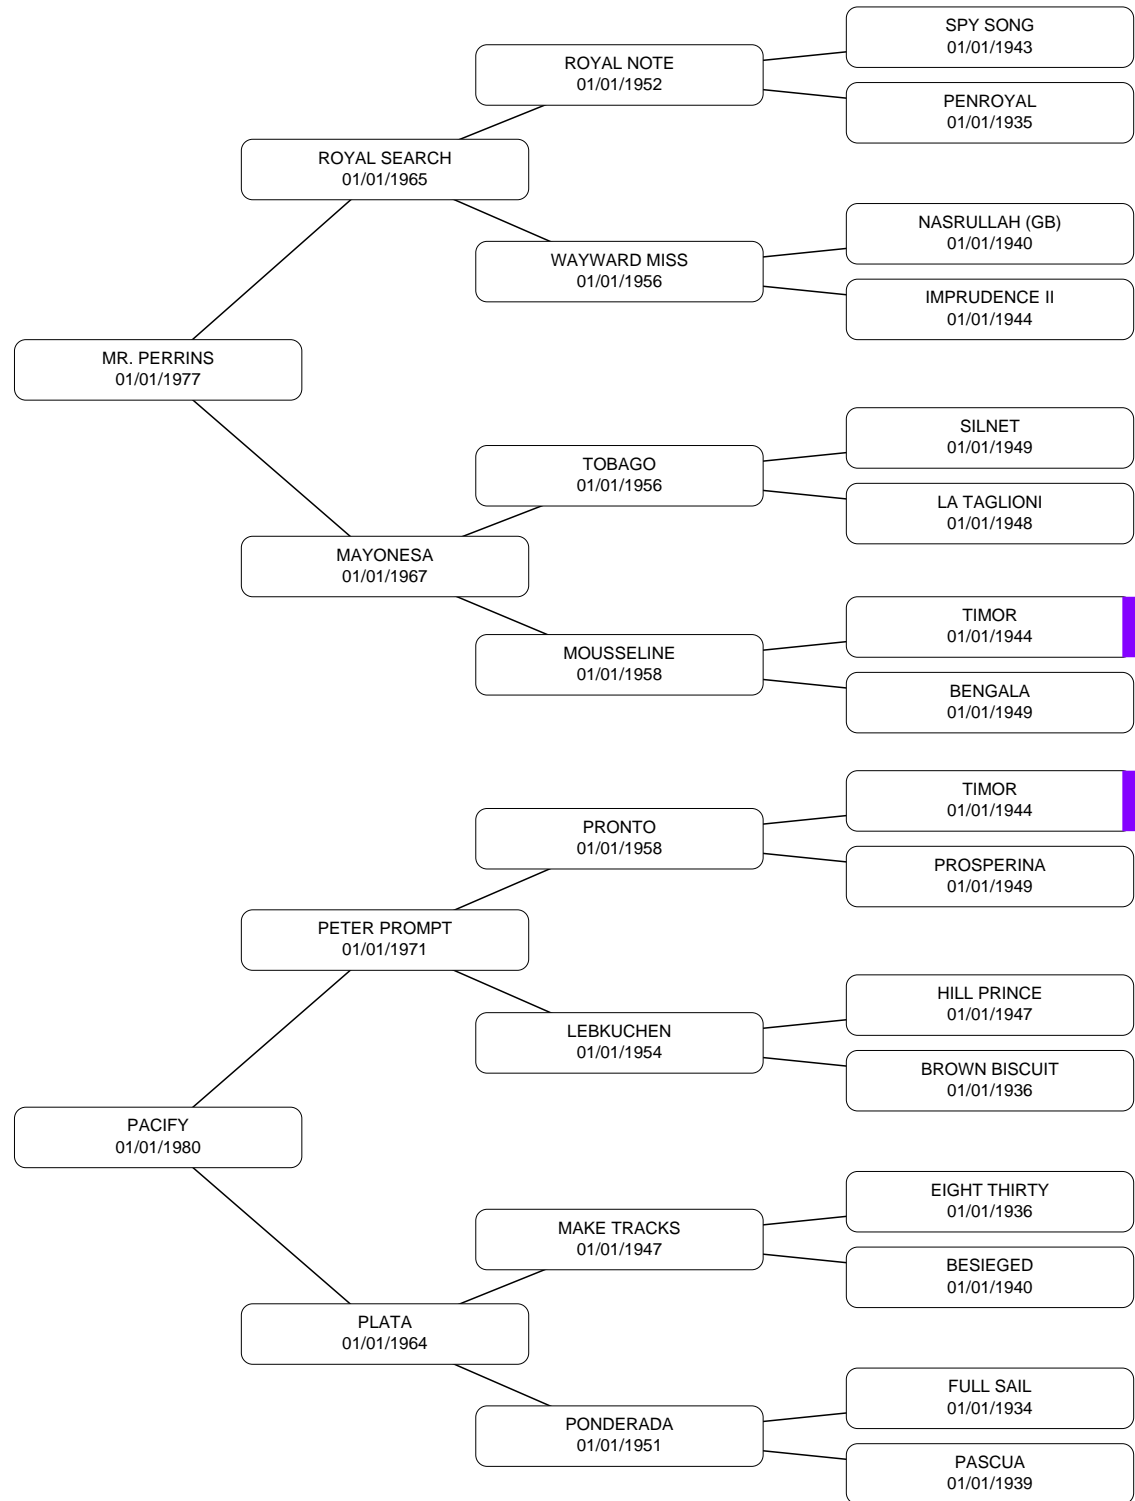 SPY SONG
01/01/1943
ROYAL NOTE
01/01/1952
PENROYAL
01/01/1935
ROYAL SEARCH
01/01/1965
NASRULLAH (GB)
01/01/1940
WAYWARD MISS
01/01/1956
IMPRUDENCE II
01/01/1944
MR. PERRINS
01/01/1977
SILNET
01/01/1949
TOBAGO
01/01/1956
LA TAGLIONI
01/01/1948
MAYONESA
01/01/1967
TIMOR
01/01/1944
MOUSSELINE
01/01/1958
BENGALA
01/01/1949
TIMOR
01/01/1944
PRONTO
01/01/1958
PROSPERINA
01/01/1949
PETER PROMPT
01/01/1971
HILL PRINCE
01/01/1947
LEBKUCHEN
01/01/1954
BROWN BISCUIT
01/01/1936
PACIFY
01/01/1980
EIGHT THIRTY
01/01/1936
MAKE TRACKS
01/01/1947
BESIEGED
01/01/1940
PLATA
01/01/1964
FULL SAIL
01/01/1934
PONDERADA
01/01/1951
PASCUA
01/01/1939